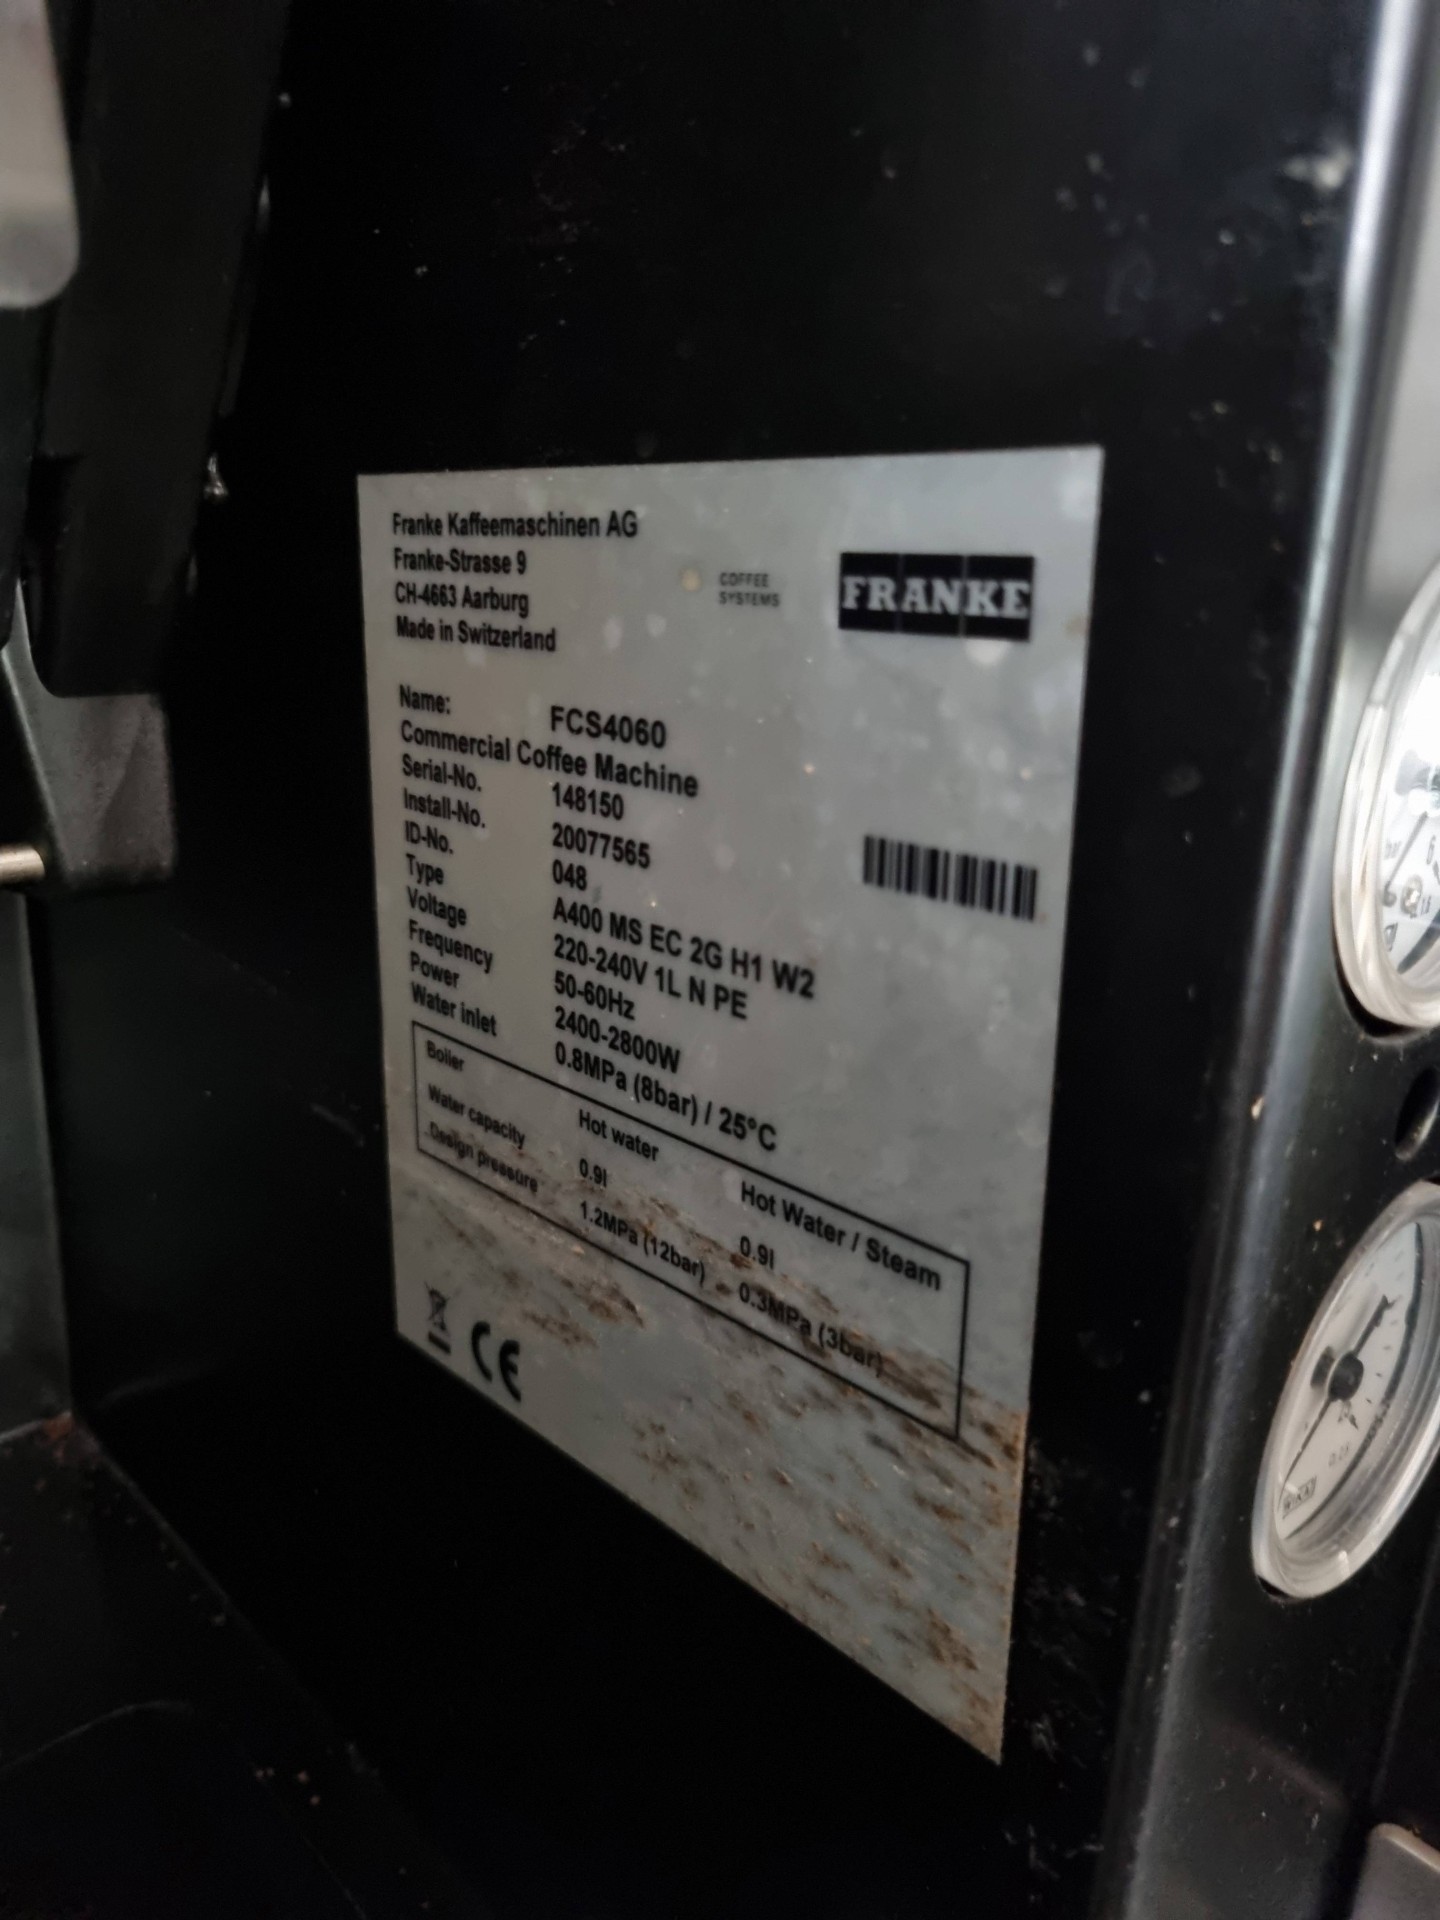 Franke Kaffeemaschinen AG
Franke-Strasse 9
CH-4663 Aarburg
Made in Switzerland
COFFEE
SYSTEMS
FRANKE
Name: FCS4060
Commercial Coffee Machine
Serial-No. 148150
Install-No. 20077565
ID-No. 048
Type A400 MS EC 2G H1 W2
Voltage 220-240V 1L N PE
Frequency 50-60Hz
Power 2400-2800W
Water inlet 0.8MPa (8bar) / 25°C
Boiler Hot water Hot Water / Steam
Water capacity 0.9l 0.9l
Design pressure 1.2MPa (12bar) 0.3MPa (3bar)
CE
bar
6